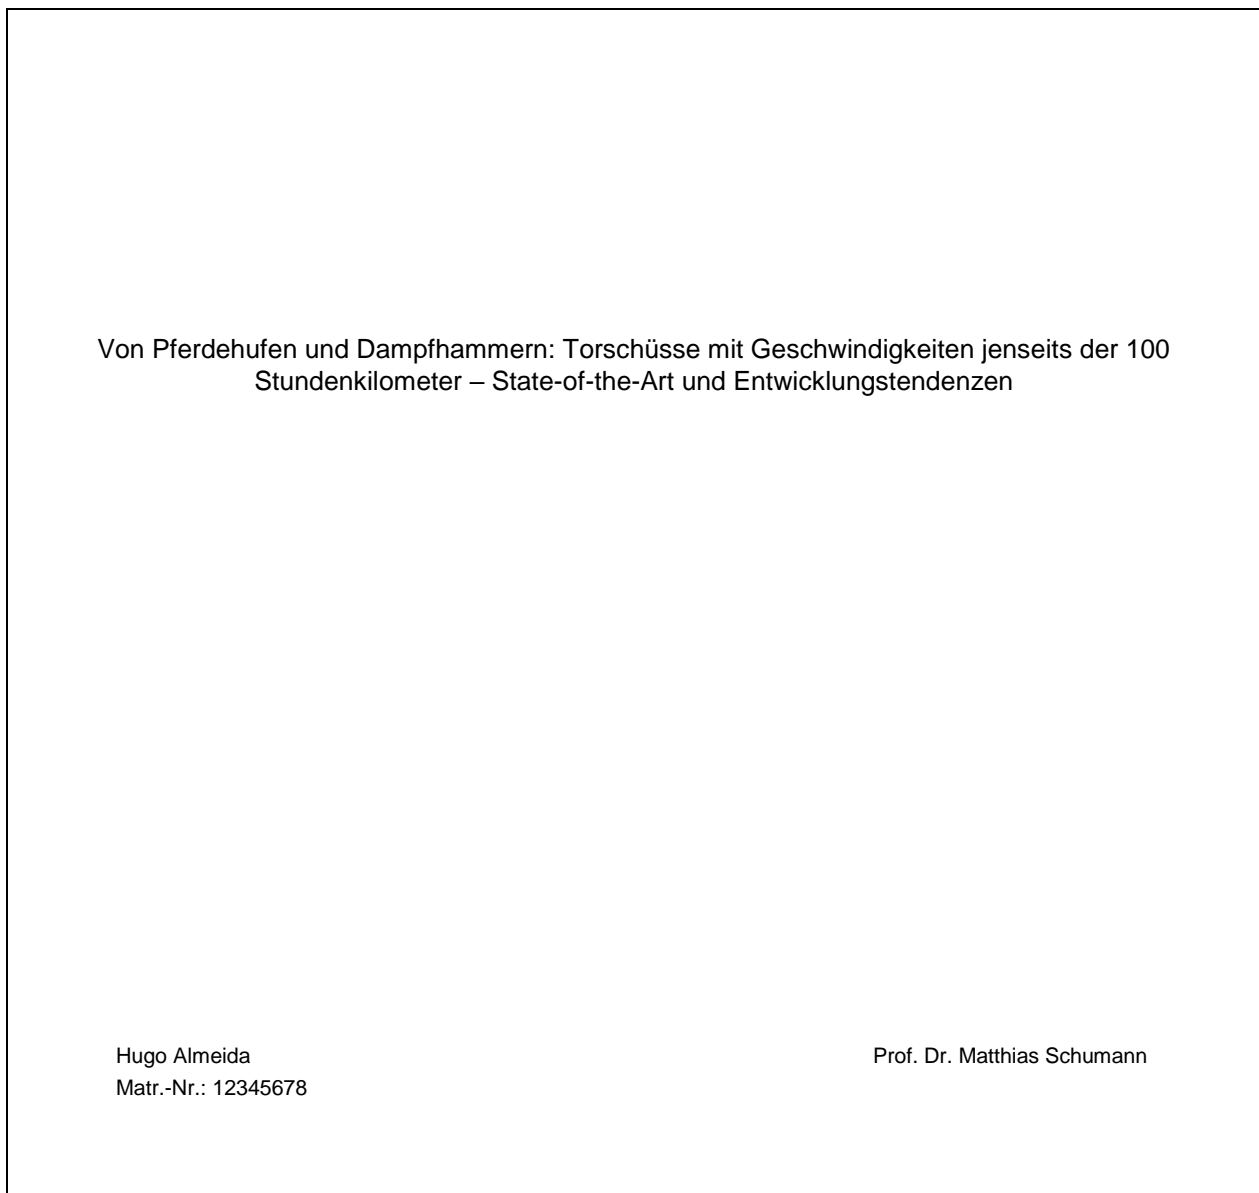 Von Pferdehufen und Dampfhammern: Torschüsse mit Geschwindigkeiten jenseits der 100
Stundenkilometer – State-of-the-Art und Entwicklungstendenzen
Hugo Almeida
Prof. Dr. Matthias Schumann
Matr.-Nr.: 12345678